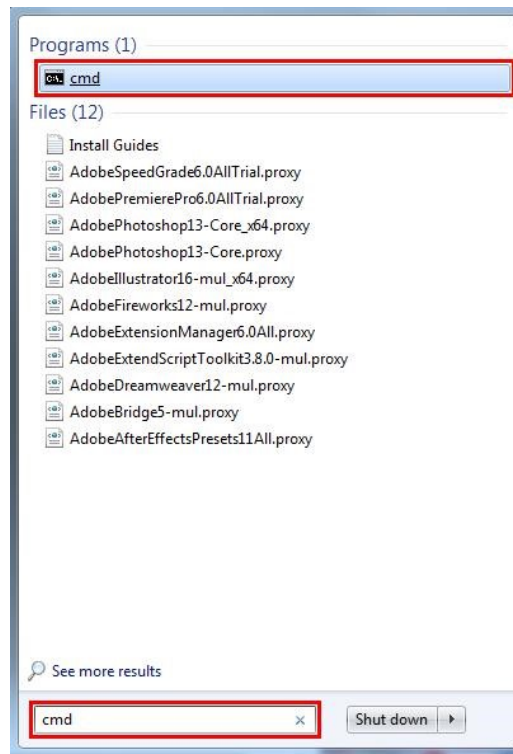 Programs (1)
cmd
Files (12)
Install Guides
AdobeSpeedGrade6.0AllTrial.proxy
AdobePremierePro6.0AllTrial.proxy
AdobePhotoshop13-Core_x64.proxy
AdobePhotoshop13-Core.proxy
AdobeIllustrator16-mul_x64.proxy
AdobeFireworks12-mul.proxy
AdobeExtensionManager6.0All.proxy
AdobeExtendScriptToolkit3.8.0-mul.proxy
AdobeDreamweaver12-mul.proxy
AdobeBridge5-mul.proxy
AdobeAfterEffectsPresets11All.proxy
See more results
cmd Shut down